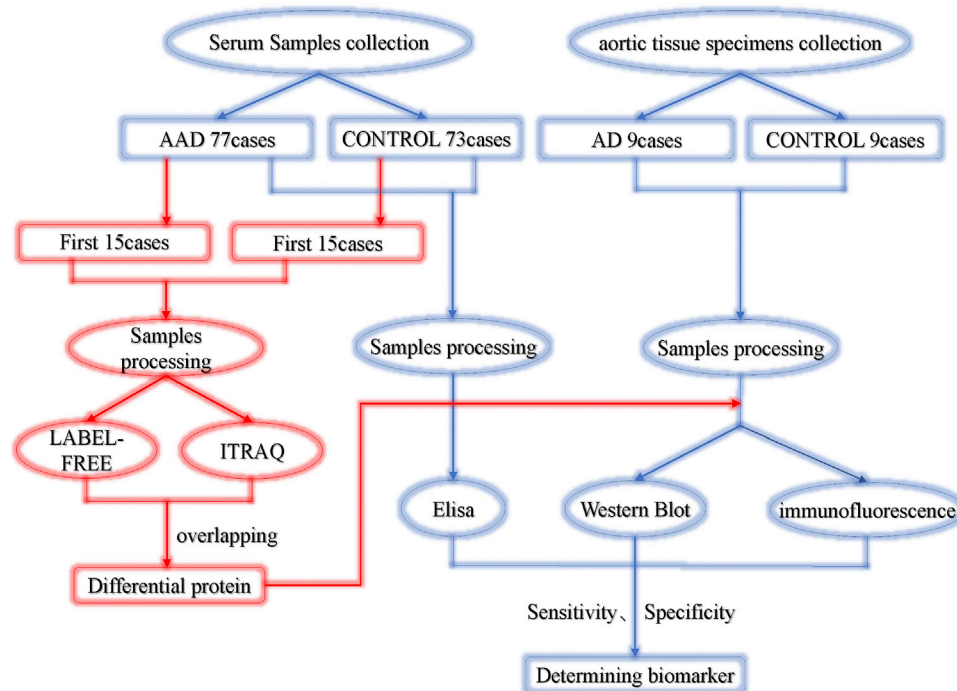 Serum Samples collection
aortic tissue specimens collection
AAD 77cases
CONTROL 73cases
AD 9cases
CONTROL 9cases
First 15cases
First 15cases
Samples
processing
Samples processing
Samples processing
LABEL-
FREE
ITRAQ
Elisa
Western Blot
immunofluorescence
overlapping
Differential protein
Sensitivity、 Specificity
Determining biomarker